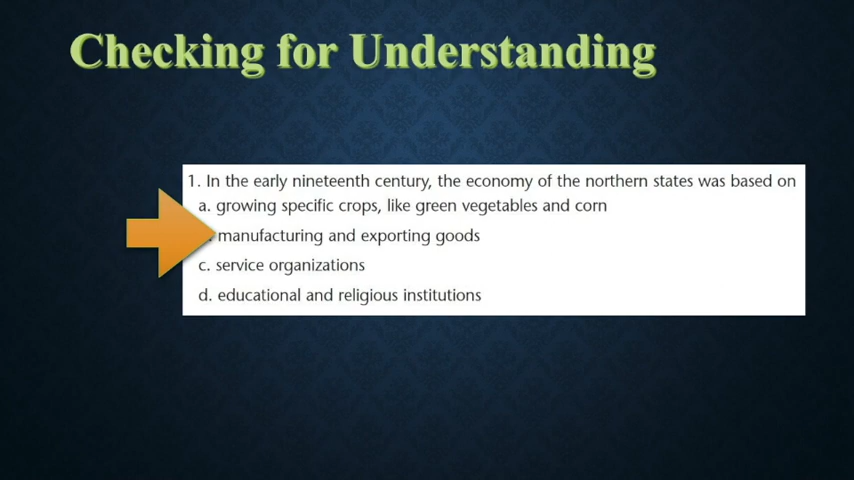 Checking for Understanding
1. In the early nineteenth century, the economy of the northern states was based on
a. growing specific crops, like green vegetables and corn
manufacturing and exporting goods
c. service organizations
d. educational and religious institutions